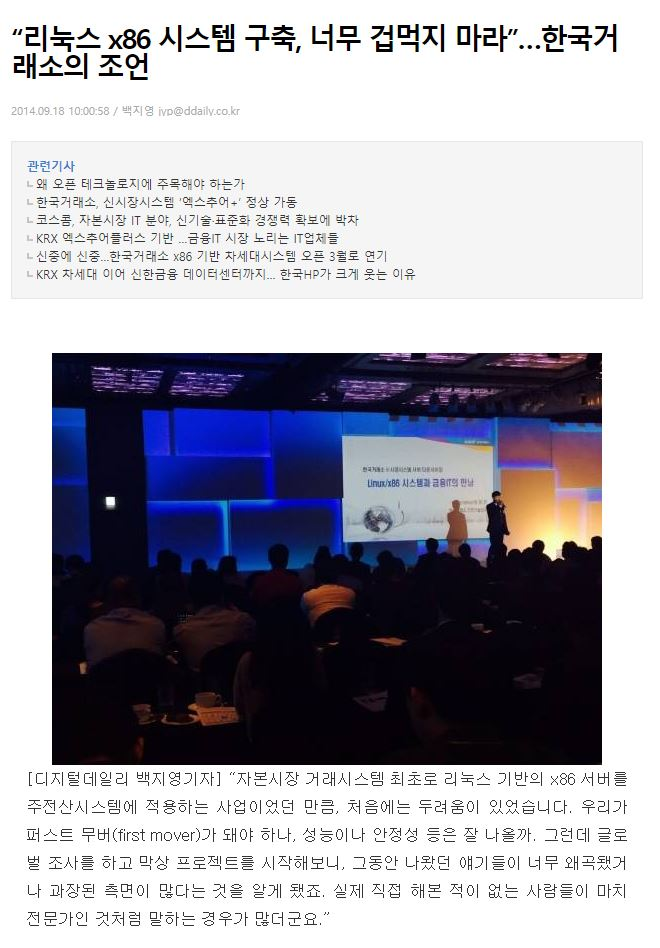 “리눅스 x86 시스템 구축, 너무 겁먹지 마라”…한국거
래소의 조언
2014.09.18 10:00:58 / 백지영 jyp@ddaily.co.kr
관련기사
왜 오픈 테크놀로지에 주목해야 하는가
한국거래소, 신시장시스템 ‘엑스추어+’ 정상 가동
코스콤, 자본시장 IT 분야, 신기술·표준화 경쟁력 확보에 박차
KRX 엑스추어플러스 기반 …금융IT 시장 노리는 IT업체들
신중에 신중…한국거래소 x86 기반 차세대시스템 오픈 3월로 연기
KRX 차세대 이어 신한금융 데이터센터까지… 한국HP가 크게 웃는 이유
Linux/x86 시스템과 금융IT의 만남
[디지털데일리 백지영기자] “자본시장 거래시스템 최초로 리눅스 기반의 x86 서버를
주전산시스템에 적용하는 사업이었던 만큼, 처음에는 두려움이 있었습니다. 우리가
퍼스트 무버(first mover)가 돼야 하나, 성능이나 안정성 등은 잘 나올까. 그런데 글로
벌 조사를 하고 막상 프로젝트를 시작해보니, 그동안 나왔던 얘기들이 너무 왜곡됐거
나 과장된 측면이 많다는 것을 알게 됐죠. 실제 직접 해본 적이 없는 사람들이 마치
전문가인 것처럼 말하는 경우가 많더군요.”